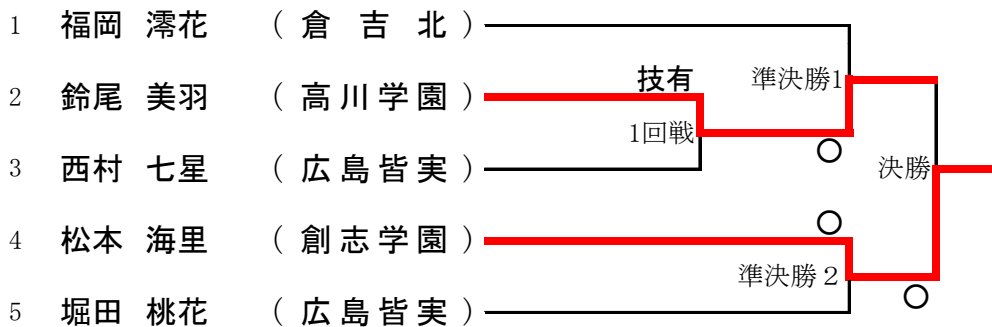 1 福岡 澪花 ( 倉 吉 北 )
技有 準決勝1
2 鈴尾 美羽 ( 高川学園 )
1回戦
○
3 西村 七星 ( 広島皆実 ) 決勝
○
4 松本 海里 ( 創志学園 )
準決勝２
○
5 堀田 桃花 ( 広島皆実 )